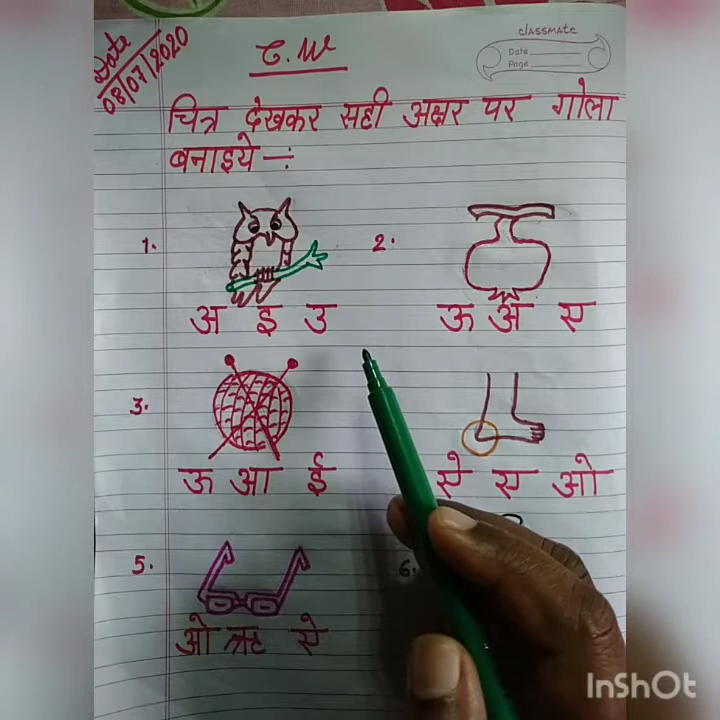 Date
08/07/2020
C.W
classmate
Date
Page
चित्र देखकर सही अक्षर पर गोला
बनाइये -:
1.
2.
अ इ उ
ऊ अ ए
3.
ऊ आ ई
ऐ ए ओ
5.
6.
ओ ऋ ऐ
InShOt